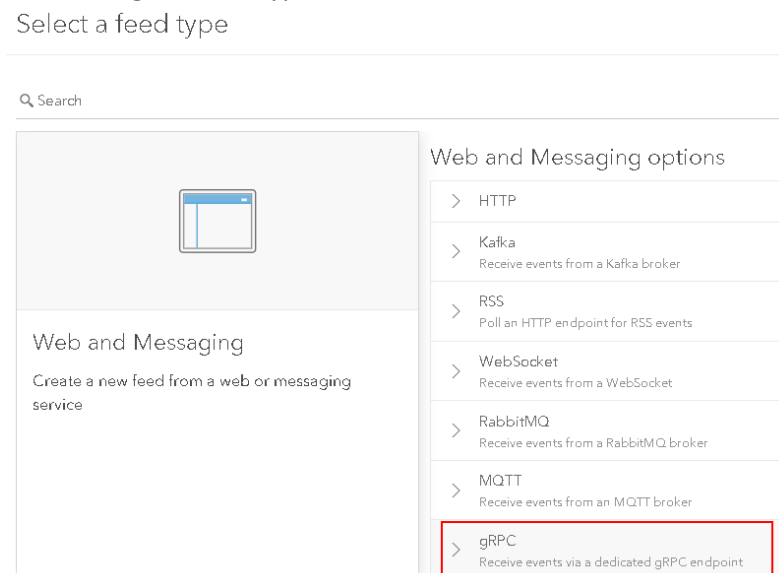 Select a feed type
Search
Web and Messaging
Create a new feed from a web or messaging
service
Web and Messaging options
HTTP
Kafka
Receive events from a Kafka broker
RSS
Poll an HTTP endpoint for RSS events
WebSocket
Receive events from a WebSocket
RabbitMQ
Receive events from a RabbitMQ broker
MQTT
Receive events from an MQTT broker
gRPC
Receive events via a dedicated gRPC endpoint